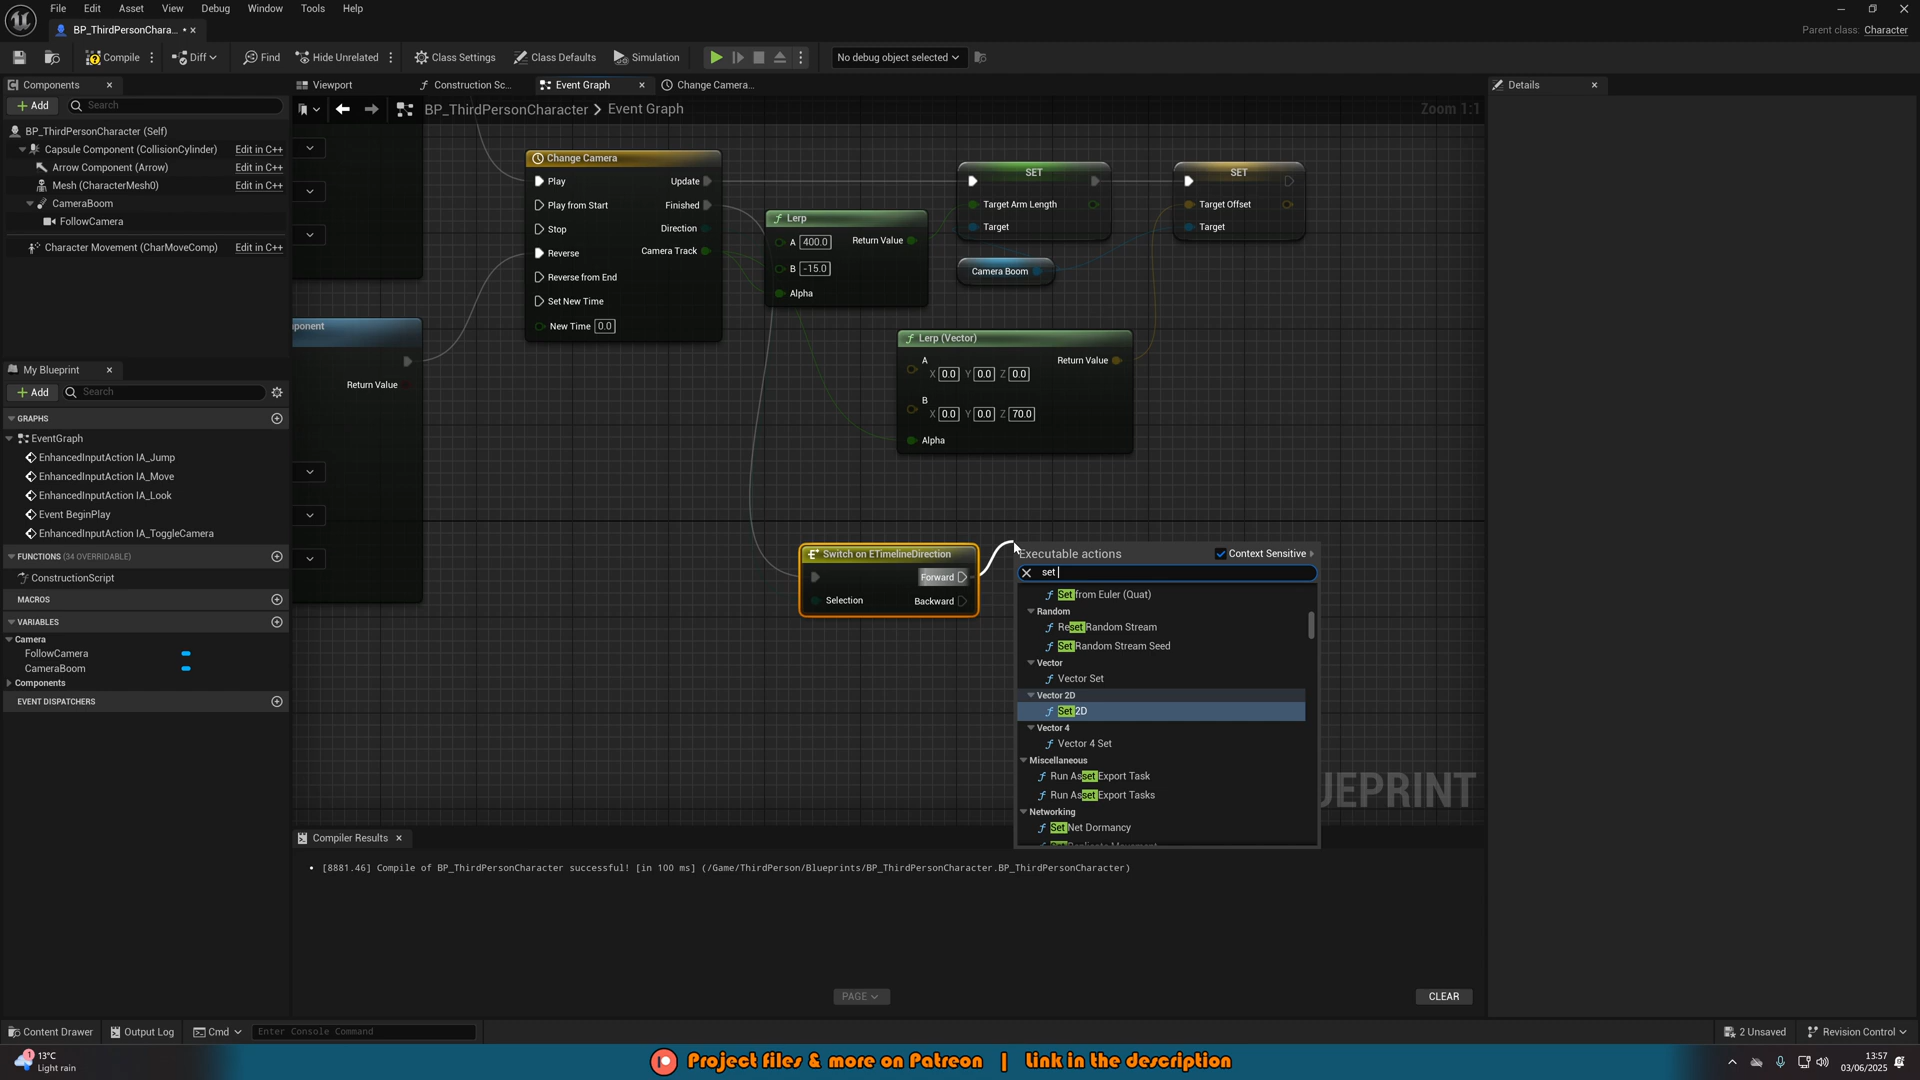 File Edit Asset View Debug Window Tools Help
BP_ThirdPersonChara... •
Parent class: Character
Compile Diff Find Hide Unrelated Class Settings Class Defaults Simulation No debug object selected
Components
Add Search
BP_ThirdPersonCharacter (Self)
Capsule Component (CollisionCylinder) Edit in C++
Arrow Component (Arrow) Edit in C++
Mesh (CharacterMesh0) Edit in C++
CameraBoom
FollowCamera
Character Movement (CharMoveComp) Edit in C++
My Blueprint
Add Search
GRAPHS
EventGraph
EnhancedInputAction IA_Jump
EnhancedInputAction IA_Move
EnhancedInputAction IA_Look
Event BeginPlay
EnhancedInputAction IA_ToggleCamera
FUNCTIONS (34 OVERRIDABLE)
ConstructionScript
MACROS
VARIABLES
Camera
FollowCamera
CameraBoom
Components
EVENT DISPATCHERS
Viewport Construction Sc... Event Graph Change Camera...
BP_ThirdPersonCharacter > Event Graph Zoom 1:1
ponent
Return Value
Change Camera
Play Update
Play from Start Finished
Stop Direction
Reverse Camera Track
Reverse from End
Set New Time
New Time 0.0
Lerp
A 400.0 Return Value
B -15.0
Alpha
SET
Target Arm Length
Target
Camera Boom
SET
Target Offset
Target
Lerp (Vector)
A Return Value
X 0.0 Y 0.0 Z 0.0
B
X 0.0 Y 0.0 Z 70.0
Alpha
Switch on ETimelineDirection
Forward
Selection Backward
Executable actions Context Sensitive
set
Set from Euler (Quat)
Random
Reset Random Stream
Set Random Stream Seed
Vector
Vector Set
Vector 2D
Set 2D
Vector 4
Vector 4 Set
Miscellaneous
Run Asset Export Task
Run Asset Export Tasks
Networking
Set Net Dormancy
UEPRINT
Compiler Results
[8881.46] Compile of BP_ThirdPersonCharacter successful! [in 100 ms] (/Game/ThirdPerson/Blueprints/BP_ThirdPersonCharacter.BP_ThirdPersonCharacter)
PAGE CLEAR
Details
Content Drawer Output Log Cmd Enter Console Command 2 Unsaved Revision Control
1
13°C
Light rain
Project files & more on Patreon | Link in the description
13:57
03/06/2025